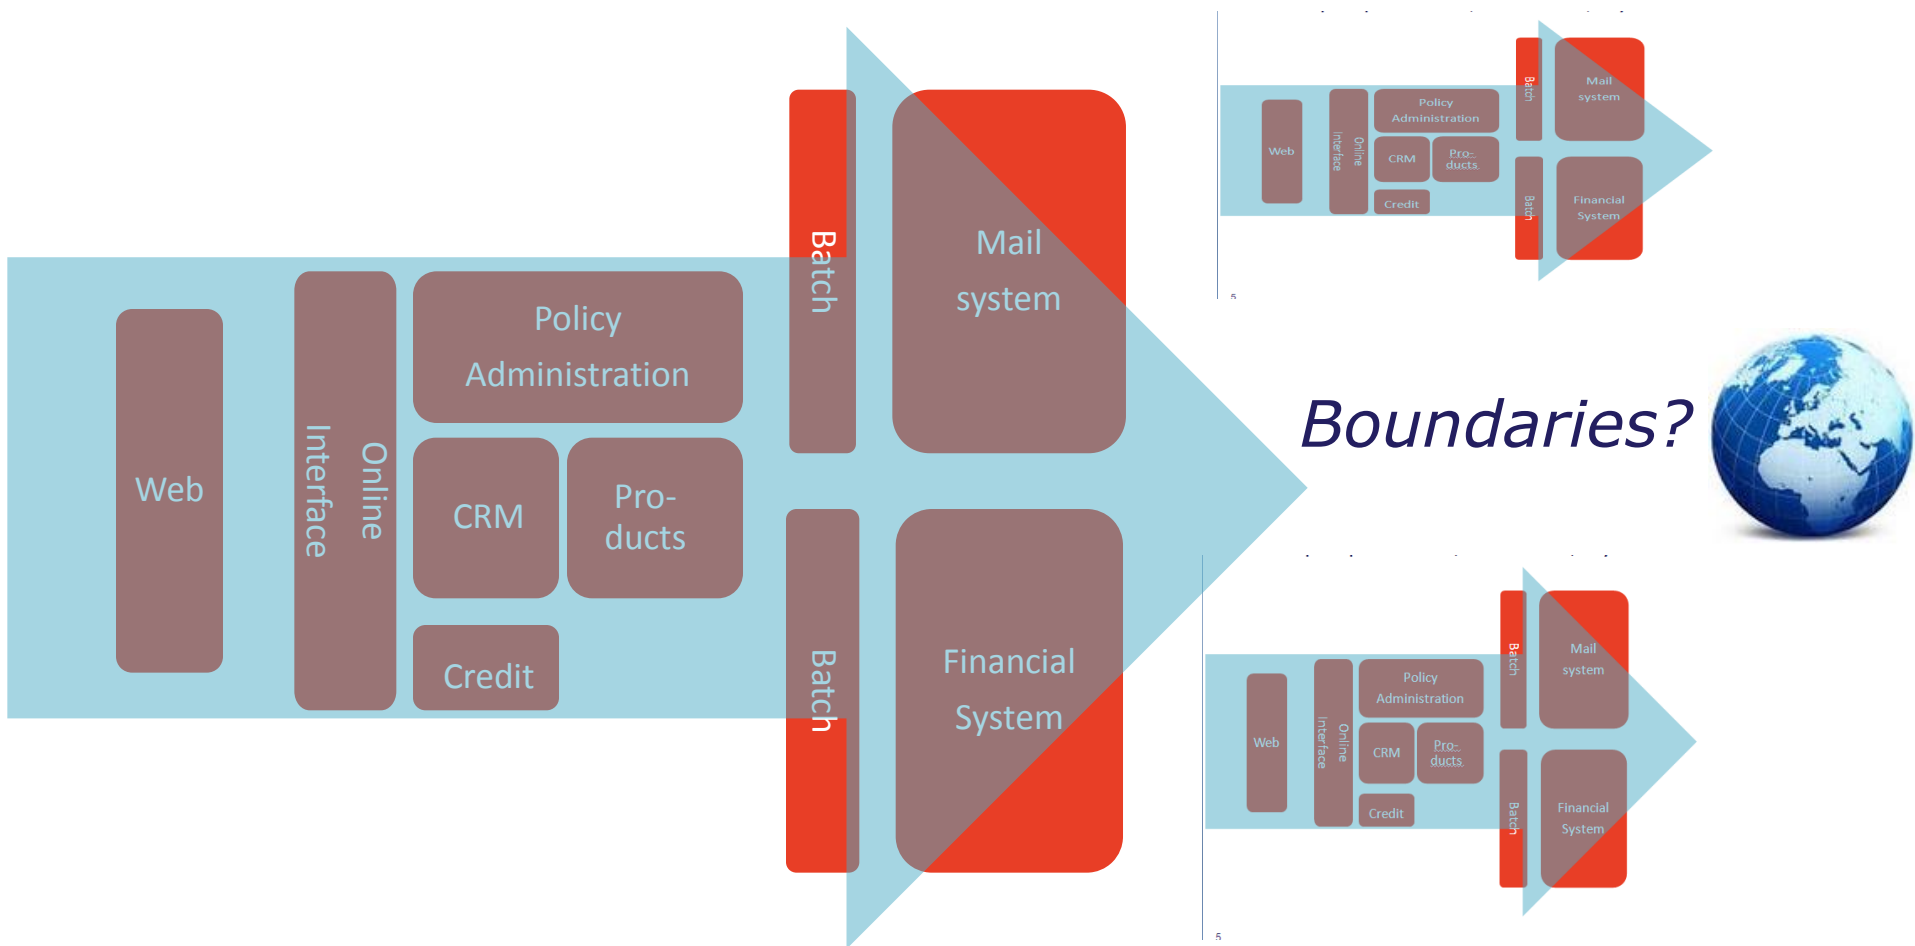 Web
Online
Interface
Policy
Administration
CRM
Pro-
ducts
Credit
Batch
Mail
system
Batch
Financial
System
Web
Online
Interface
Policy
Administration
CRM
Pro-
ducts
Credit
Batch
Mail
system
Batch
Financial
System
5
Boundaries?
Web
Online
Interface
Policy
Administration
CRM
Pro-
ducts
Credit
Batch
Mail
system
Batch
Financial
System
5